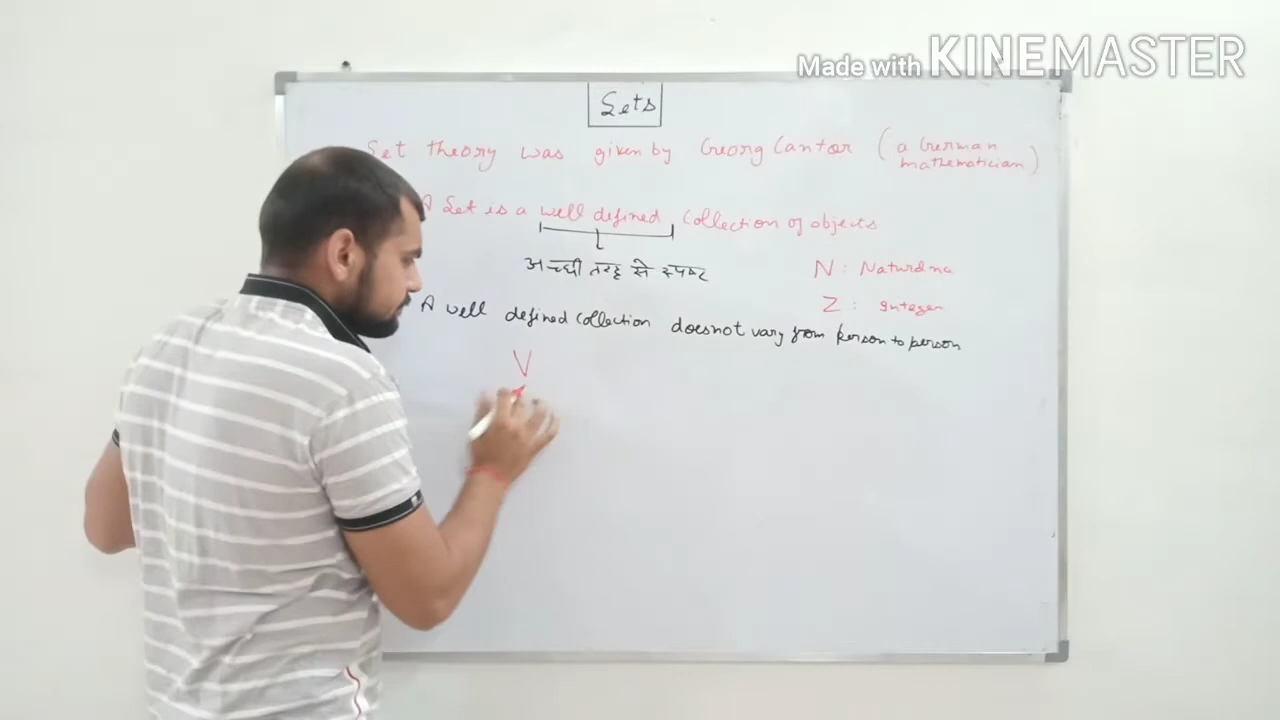 Made with KINEMASTER
Sets
Set theory was given by Georg Cantor (a German
mathematician)
A Set is a well defined collection of objects
अच्छी तरह से स्पष्ट
N : Natural no
Z : Integer
A well defined collection does not vary from person to person
V